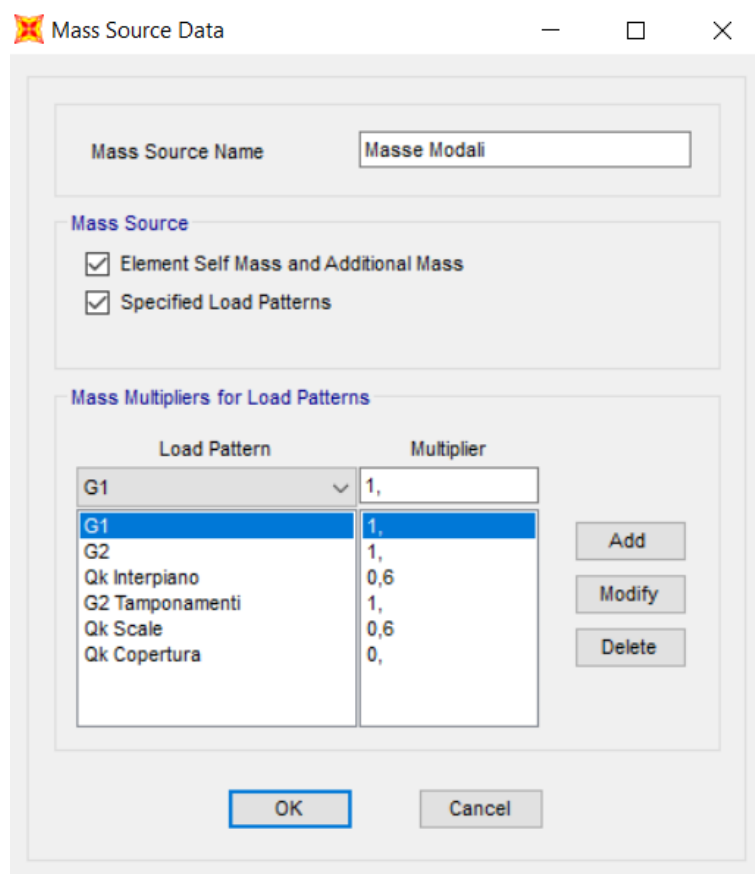 Mass Source Data
Mass Source Name Masse Modali
Mass Source
Element Self Mass and Additional Mass
Specified Load Patterns
Mass Multipliers for Load Patterns
Load Pattern Multiplier
G1 1,
G1 1,
G2 1,
Qk Interpiano 0,6
G2 Tamponamenti 1,
Qk Scale 0,6
Qk Copertura 0,
Add
Modify
Delete
OK Cancel